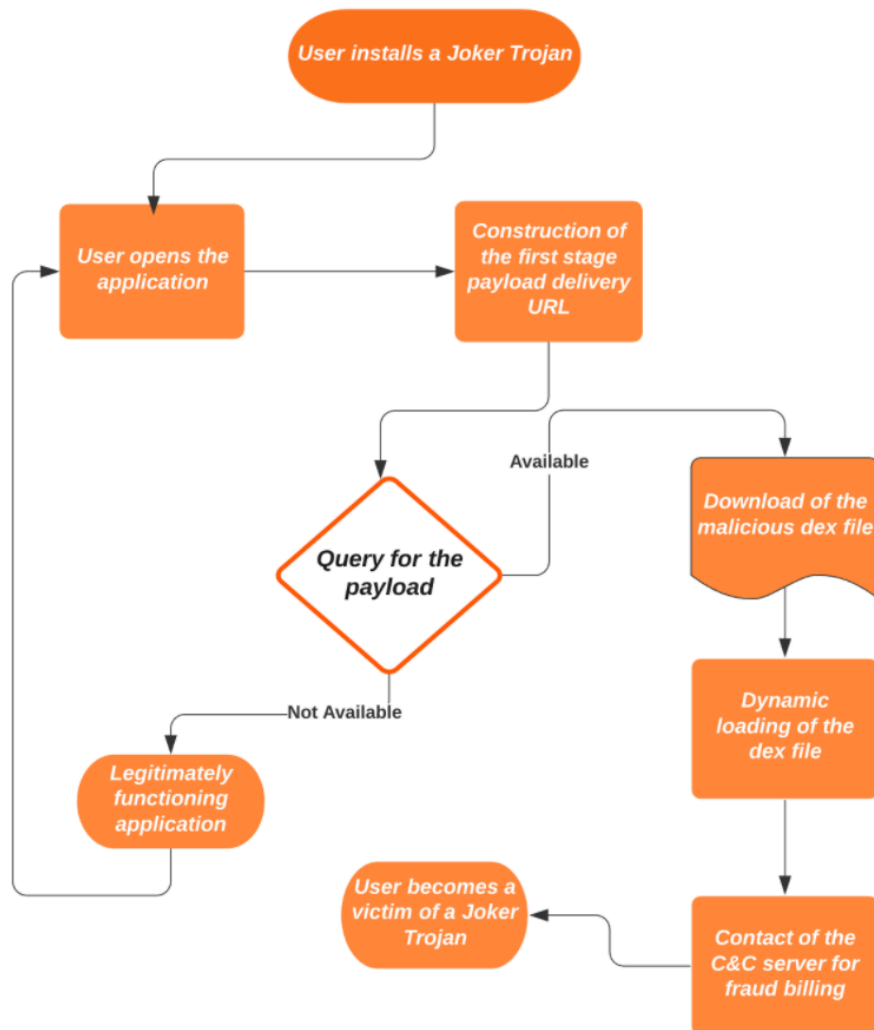 User installs a Joker Trojan
User opens the
application
Construction of
the first stage
payload delivery
URL
Available
Download of the
malicious dex file
Query for the
payload
Not Available
Dynamic
loading of the
dex file
Legitimately
functioning
application
User becomes a
victim of a Joker
Trojan
Contact of the
C&C server for
fraud billing